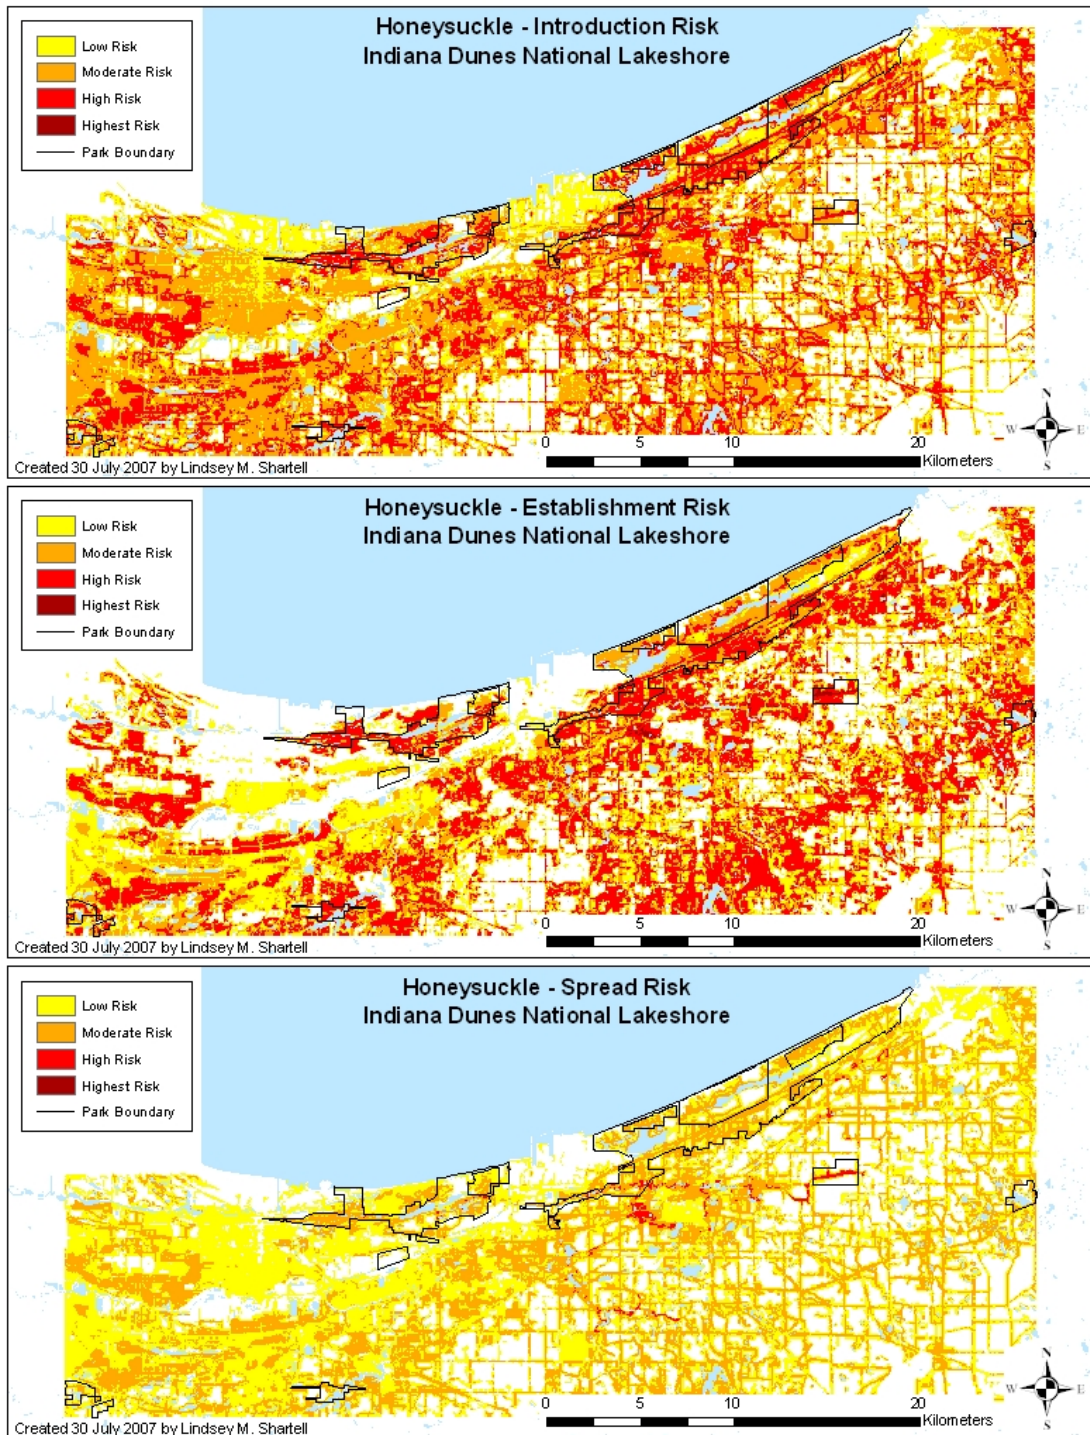 Honeysuckle - Introduction Risk
Indiana Dunes National Lakeshore
Low Risk
Moderate Risk
High Risk
Highest Risk
Park Boundary
N
W E
S
0 5 10 20
Kilometers
Created 30 July 2007 by Lindsey M. Shartell
Honeysuckle - Establishment Risk
Indiana Dunes National Lakeshore
Low Risk
Moderate Risk
High Risk
Highest Risk
Park Boundary
N
W E
S
0 5 10 20
Kilometers
Created 30 July 2007 by Lindsey M. Shartell
Honeysuckle - Spread Risk
Indiana Dunes National Lakeshore
Low Risk
Moderate Risk
High Risk
Highest Risk
Park Boundary
N
W E
S
0 5 10 20
Kilometers
Created 30 July 2007 by Lindsey M. Shartell